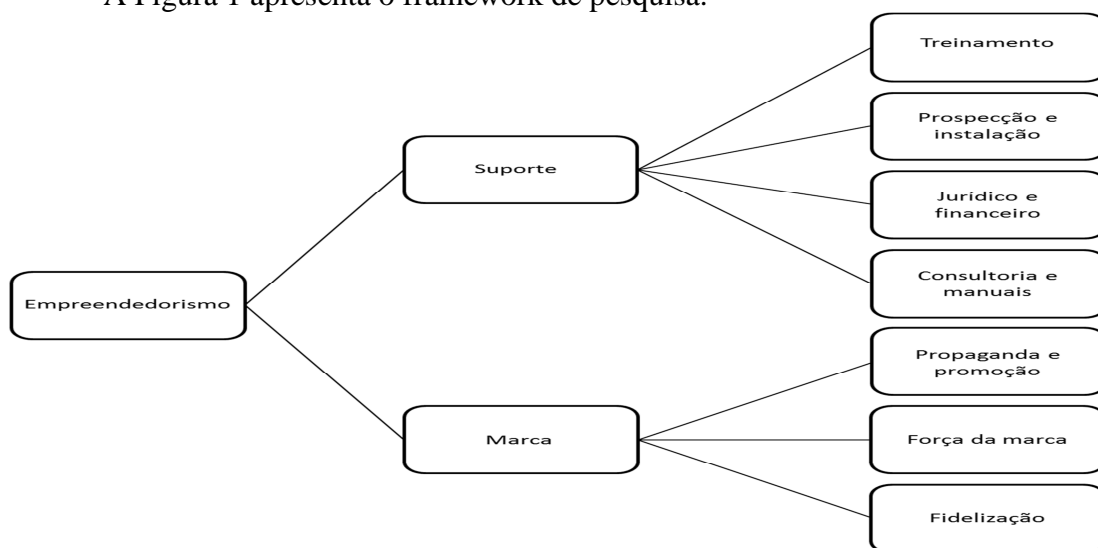 A Figura 1 apresenta o framework de pesquisa.
Treinamento
Prospecção e
instalação
Suporte
Jurídico e
financeiro
Consultoria e
manuais
Empreendedorismo
Propaganda e
promoção
Marca
Força da marca
Fidelização